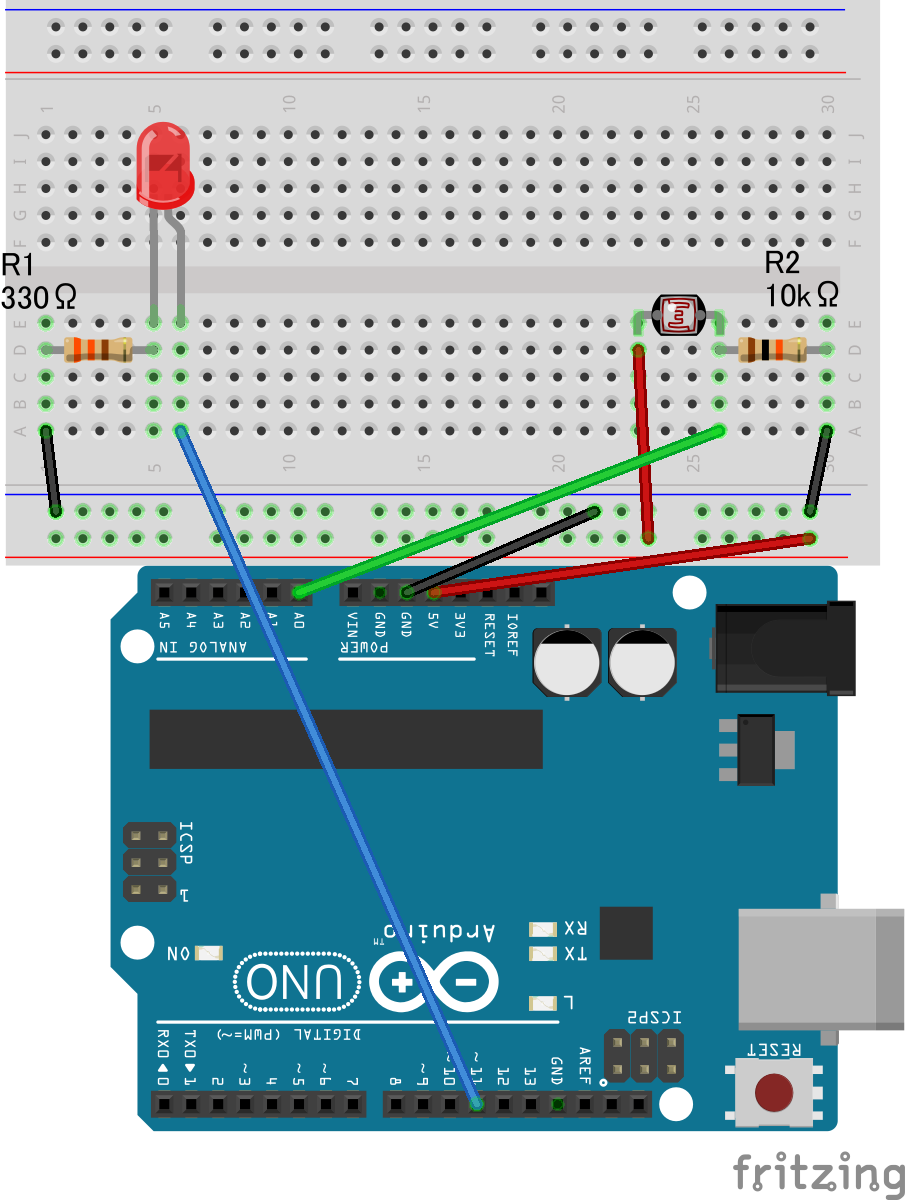 1 5 10 15 20 25 30
J J
I I
H H
G G
F F
R1
330Ω
R2
10kΩ
E E
D D
C C
B B
A A
1 5 10 15 20 25 30
A5 A4 A3 A2 A1 A0 VIN GND GND 5V 3V3 RESET IOREF
ANALOG IN POWER
ICSP
1
Arduino™
RX
ON TX
UNO
L
DIGITAL (PWM=~) ICSP2
RESET
RX0◀0 TX0▶1 2 ~3 4 ~5 ~6 7 8 ~9 ~10 ~11 12 13 GND AREF
fritzing